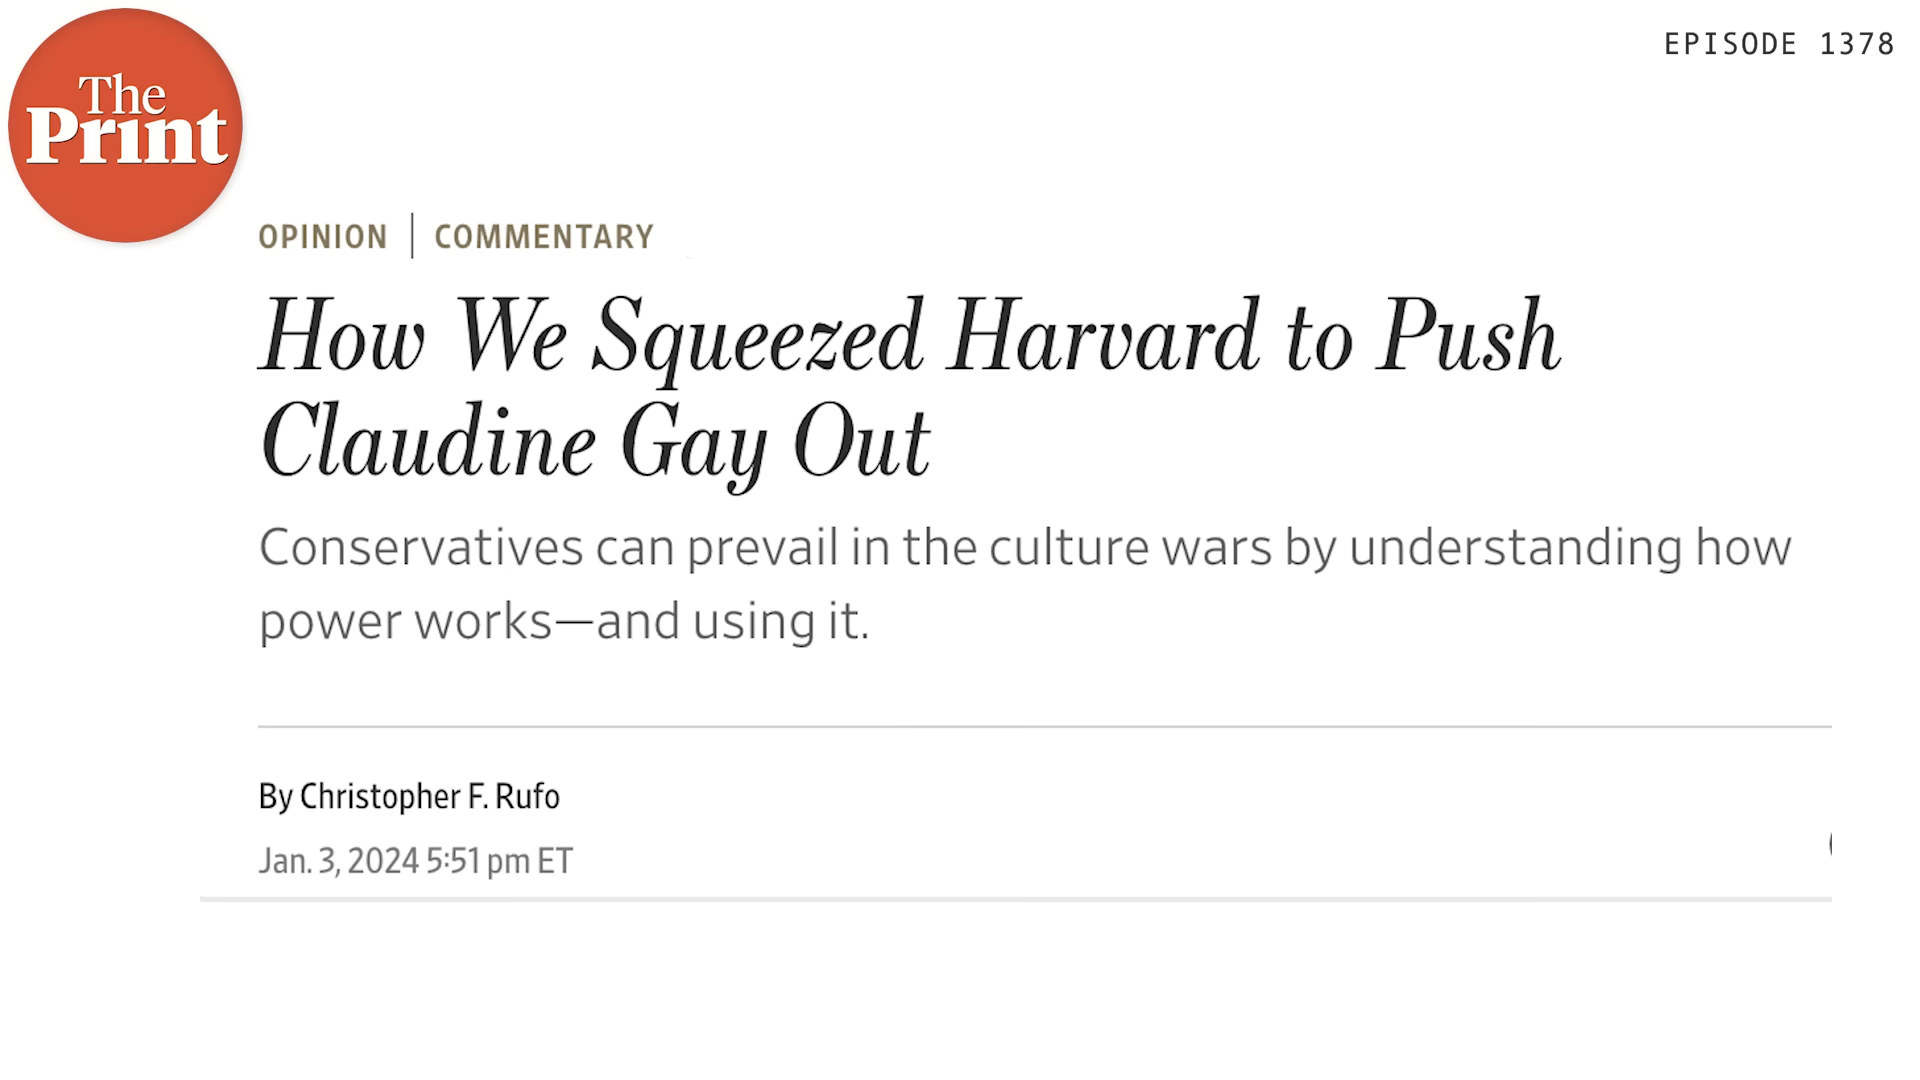 The
Print
EPISODE 1378
OPINION | COMMENTARY
How We Squeezed Harvard to Push
Claudine Gay Out
Conservatives can prevail in the culture wars by understanding how
power works—and using it.
By Christopher F. Rufo
Jan. 3, 2024 5:51 pm ET